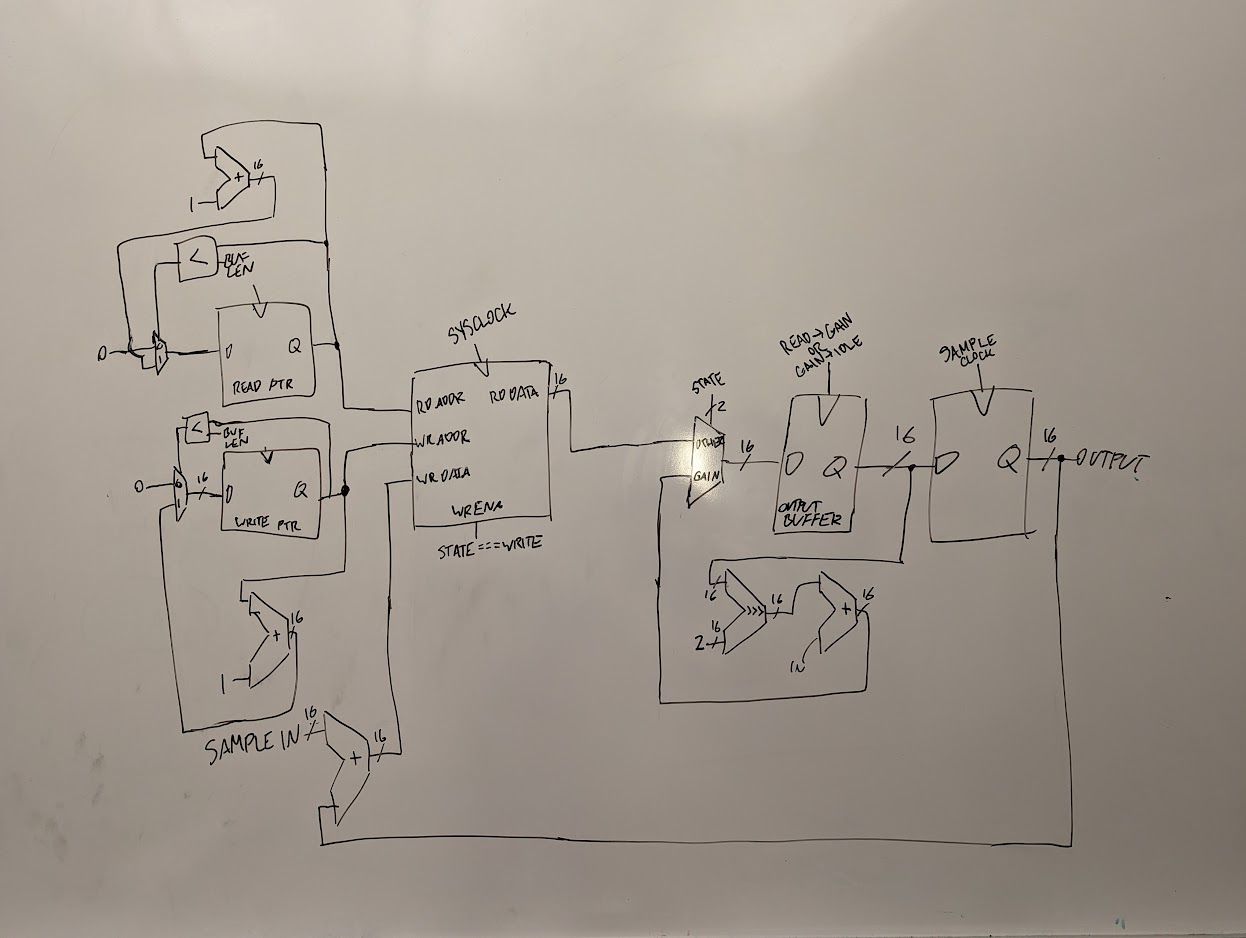 16
+
1
<
BUF
LEN
0
0
1
D
Q
READ PTR
<
BUF
LEN
0
0
1
16
D
Q
WRITE PTR
16
+
1
SAMPLE IN
16
+
16
SYSCLOCK
RD ADDR
RD DATA
16
WR ADDR
WR DATA
WRENA
STATE===WRITE
STATE
2
OTHER
GAIN
16
READ→GAIN
OR
GAIN→IDLE
D
Q
OUTPUT
BUFFER
16
SAMPLE
CLOCK
D
Q
16
OUTPUT
16
>>>
16
2
16
+
16
IN